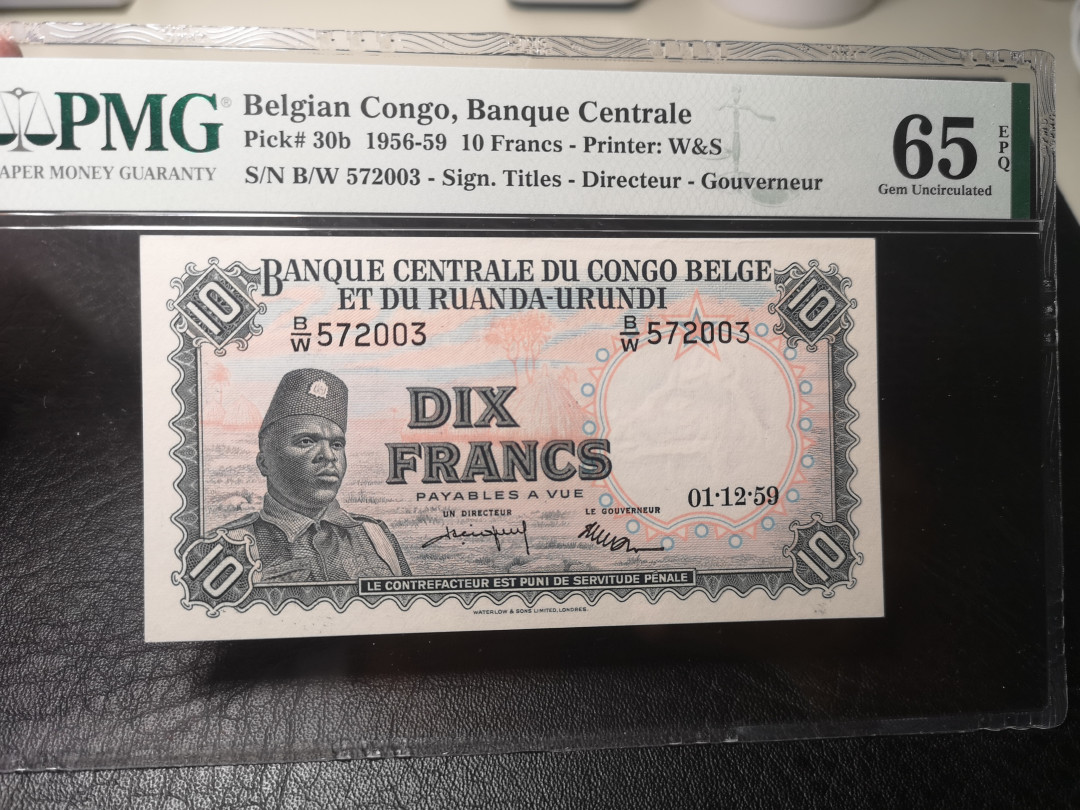 PMG®
APER MONEY GUARANTY
Belgian Congo, Banque Centrale
Pick# 30b 1956-59 10 Francs - Printer: W&S
S/N B/W 572003 - Sign. Titles - Directeur - Gouverneur
65 EPQ
Gem Uncirculated
10 10
BANQUE CENTRALE DU CONGO BELGE
ET DU RUANDA-URUNDI
B/W 572003 B/W 572003
DIX
FRANCS
PAYABLES A VUE
01·12·59
UN DIRECTEUR LE GOUVERNEUR
10 10
LE CONTREFACTEUR EST PUNI DE SERVITUDE PÉNALE
WATERLOW & SONS LIMITED, LONDRES.